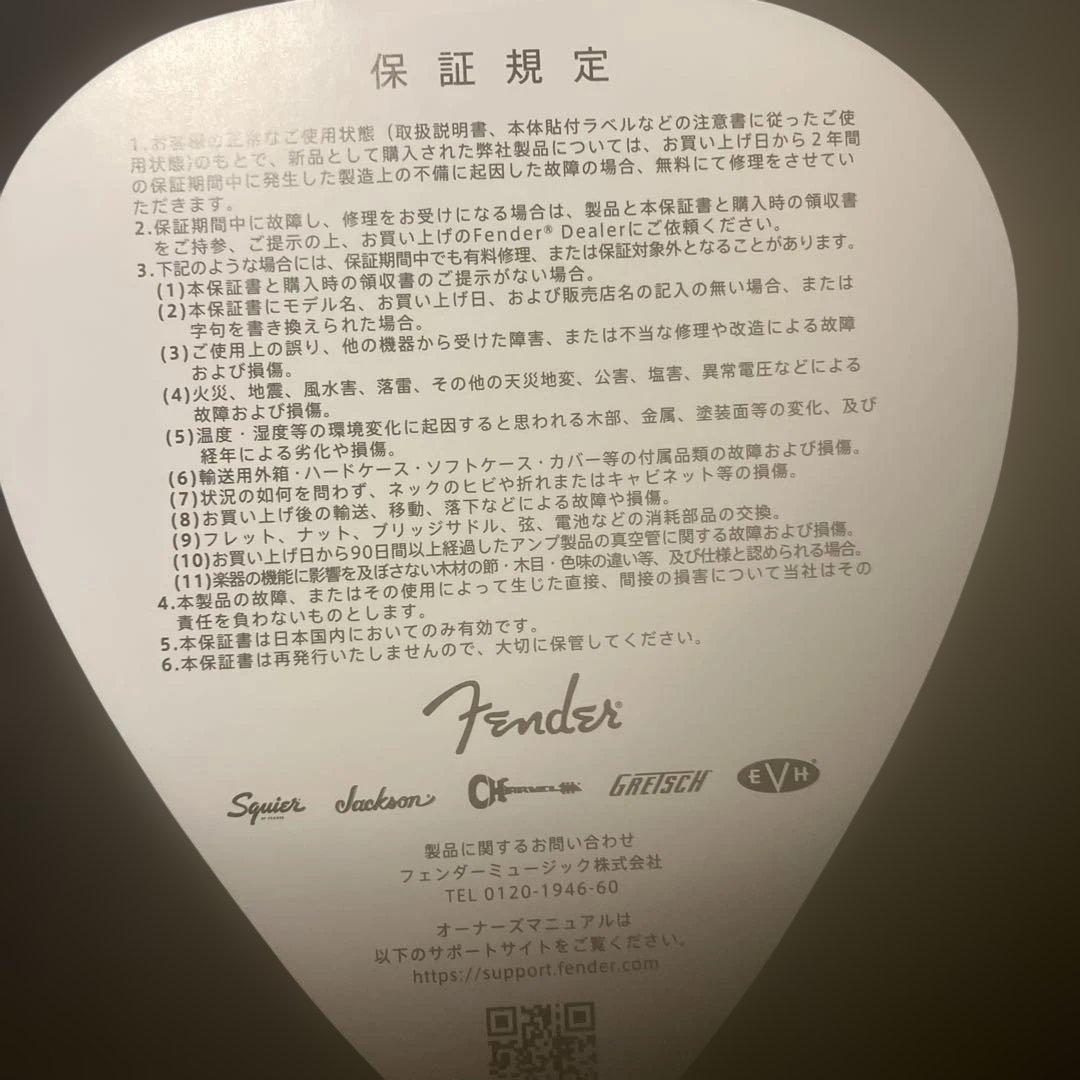 保証規定
1.お客様の正常なご使用状態（取扱説明書、本体貼付ラベルなどの注意書に従ったご使
用状態)のもとで、新品として購入された弊社製品については、お買い上げ日から２年間
の保証期間中に発生した製造上の不備に起因した故障の場合、無料にて修理をさせてい
ただきます。
2.保証期間中に故障し、修理をお受けになる場合は、製品と本保証書と購入時の領収書
をご持参、ご提示の上、お買い上げのFender® Dealerにご依頼ください。
3.下記のような場合には、保証期間中でも有料修理、または保証対象外となることがあります。
(1)本保証書と購入時の領収書のご提示がない場合。
(2)本保証書にモデル名、お買い上げ日、および販売店名の記入の無い場合、または
字句を書き換えられた場合。
(3)ご使用上の誤り、他の機器から受けた障害、または不当な修理や改造による故障
および損傷。
(4)火災、地震、風水害、落雷、その他の天災地変、公害、塩害、異常電圧などによる
故障および損傷。
(5)温度・湿度等の環境変化に起因すると思われる木部、金属、塗装面等の変化、及び
経年による劣化や損傷。
(6)輸送用外箱・ハードケース・ソフトケース・カバー等の付属品類の故障および損傷。
(7)状況の如何を問わず、ネックのヒビや折れまたはキャビネット等の損傷。
(8)お買い上げ後の輸送、移動、落下などによる故障や損傷。
(9)フレット、ナット、ブリッジサドル、弦、電池などの消耗部品の交換。
(10)お買い上げ日から90日間以上経過したアンプ製品の真空管に関する故障および損傷。
(11)楽器の機能に影響を及ぼさない木材の節・木目・色味の違い等、及び仕様と認められる場合。
4.本製品の故障、またはその使用によって生じた直接、間接の損害について当社はその
責任を負わないものとします。
5.本保証書は日本国内においてのみ有効です。
6.本保証書は再発行いたしませんので、大切に保管してください。
Fender®
Squier Jackson® CHARVEL® GRETSCH EVH®
製品に関するお問い合わせ
フェンダーミュージック株式会社
TEL 0120-1946-60
オーナーズマニュアルは
以下のサポートサイトをご覧ください。
https://support.fender.com